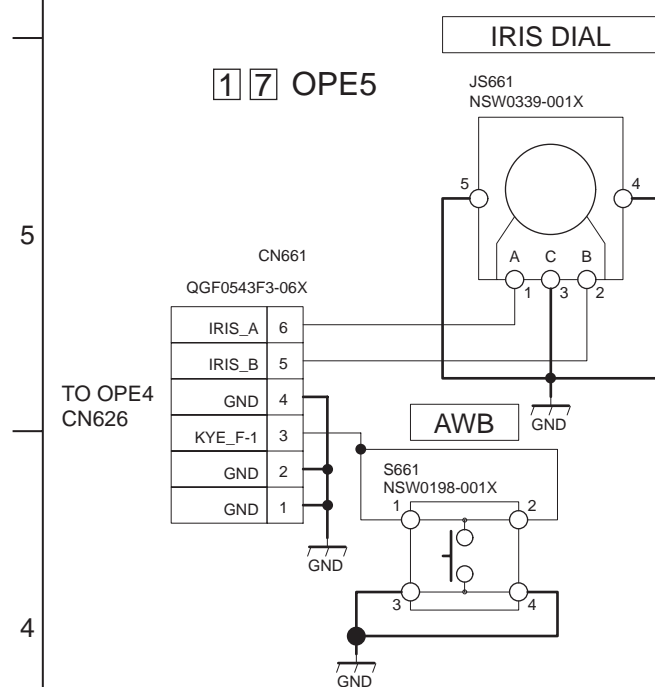 IRIS DIAL
1 7 OPE5
JS661
NSW0339-001X
5
4
5
A C B
1 3 2
CN661
QGF0543F3-06X
IRIS_A 6
IRIS_B 5
GND 4
KYE_F-1 3
GND 2
GND 1
TO OPE4
CN626
GND
AWB
GND
S661
NSW0198-001X
1 2
3 4
GND
4